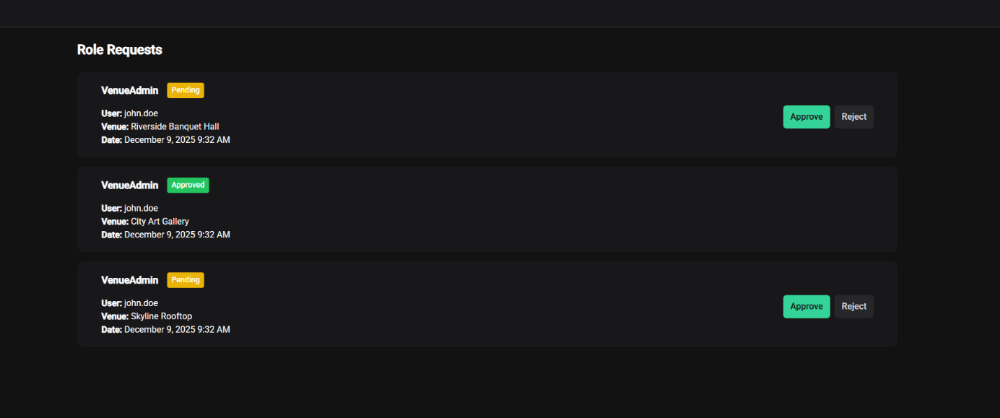 Role Requests
VenueAdmin Pending
User: john.doe
Venue: Riverside Banquet Hall
Date: December 9, 2025 9:32 AM
Approve Reject
VenueAdmin Approved
User: john.doe
Venue: City Art Gallery
Date: December 9, 2025 9:32 AM
VenueAdmin Pending
User: john.doe
Venue: Skyline Rooftop
Date: December 9, 2025 9:32 AM
Approve Reject